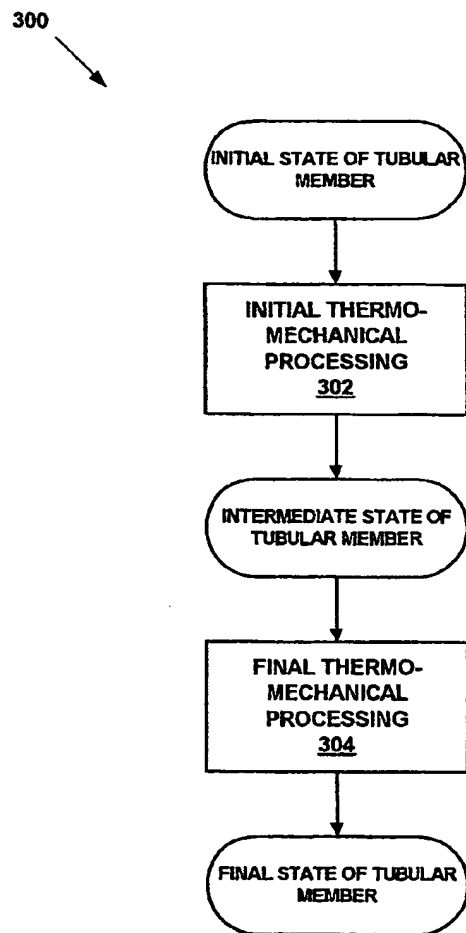 300
INITIAL STATE OF TUBULAR
MEMBER
INITIAL THERMO-
MECHANICAL
PROCESSING
302
INTERMEDIATE STATE OF
TUBULAR MEMBER
FINAL THERMO-
MECHANICAL
PROCESSING
304
FINAL STATE OF TUBULAR
MEMBER